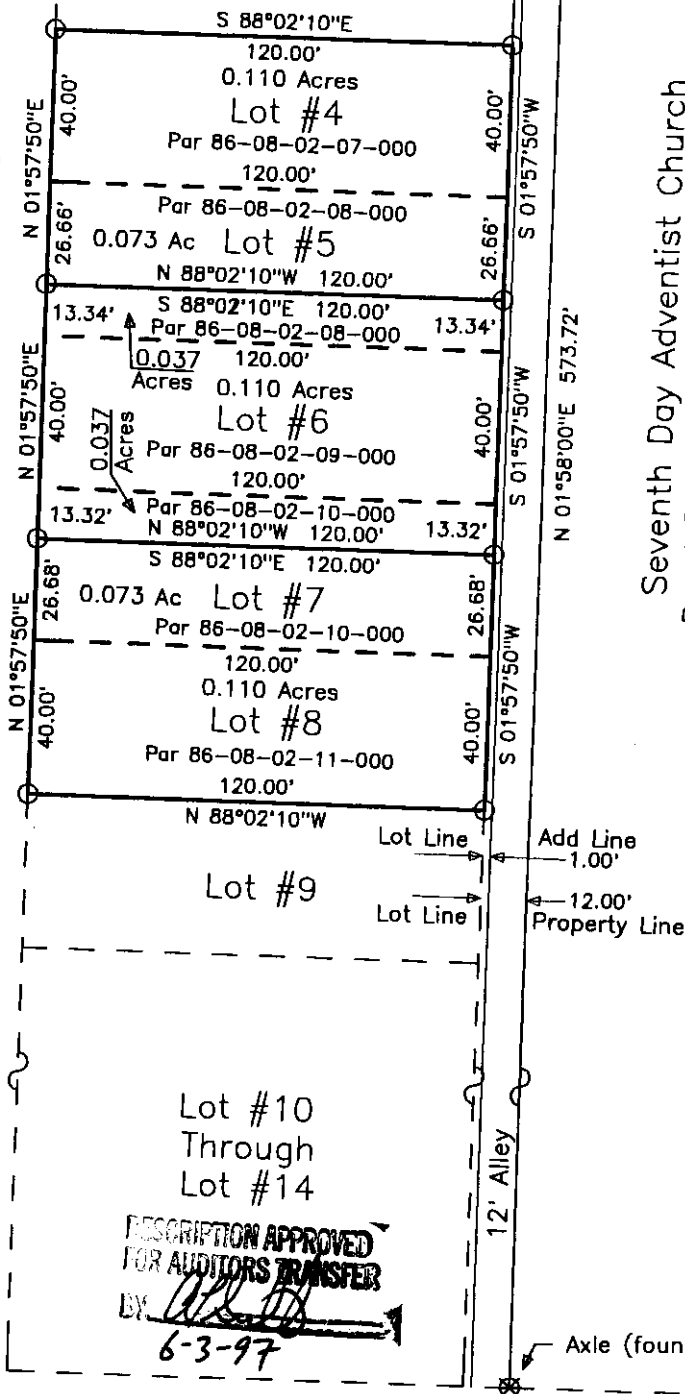 S 88°02'10"E
120.00'
0.110 Acres
Lot #4
Par 86-08-02-07-000
120.00'
N 01°57'50"E
40.00'
40.00'
S 01°57'50"W
Par 86-08-02-08-000
26.66'
0.073 Ac Lot #5
26.66'
N 88°02'10"W 120.00'
S 88°02'10"E 120.00'
13.34'
Par 86-08-02-08-000
13.34'
0.037
Acres
120.00'
0.110 Acres
Lot #6
N 01°57'50"E
40.00'
40.00'
S 01°57'50"W
0.037
Acres
Par 86-08-02-09-000
120.00'
Par 86-08-02-10-000
13.32'
N 88°02'10"W 120.00'
13.32'
S 88°02'10"E 120.00'
26.68'
0.073 Ac Lot #7
26.68'
Par 86-08-02-10-000
N 01°57'50"E
120.00'
0.110 Acres
Lot #8
40.00'
40.00'
S 01°57'50"W
Par 86-08-02-11-000
120.00'
N 88°02'10"W
N 01°58'00"E 573.72'
Seventh Day Adventist Church
Lot Line
Add Line
1.00'
Lot #9
12.00'
Lot Line
Property Line
Lot #10
Through
Lot #14
12' Alley
DESCRIPTION APPROVED
FOR AUDITORS TRANSFER
BY
6-3-97
Axle (foun